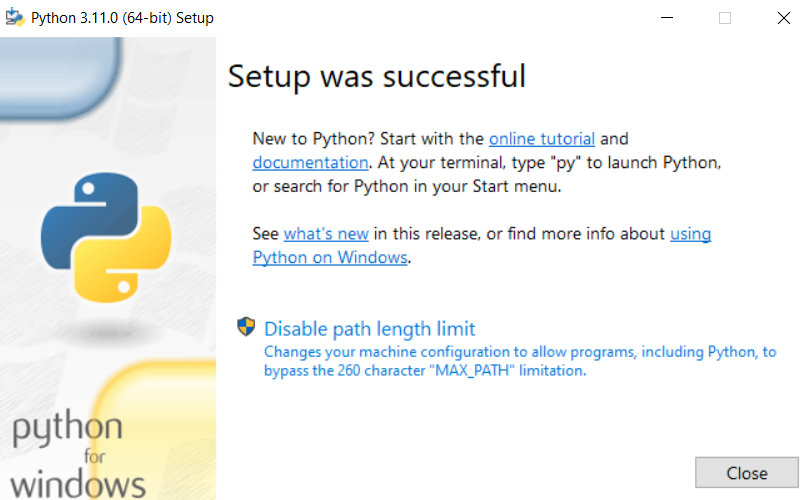 Python 3.11.0 (64-bit) Setup
Setup was successful
New to Python? Start with the online tutorial and
documentation. At your terminal, type "py" to launch Python,
or search for Python in your Start menu.
See what's new in this release, or find more info about using
Python on Windows.
Disable path length limit
Changes your machine configuration to allow programs, including Python, to
bypass the 260 character "MAX_PATH" limitation.
python
for
windows
Close